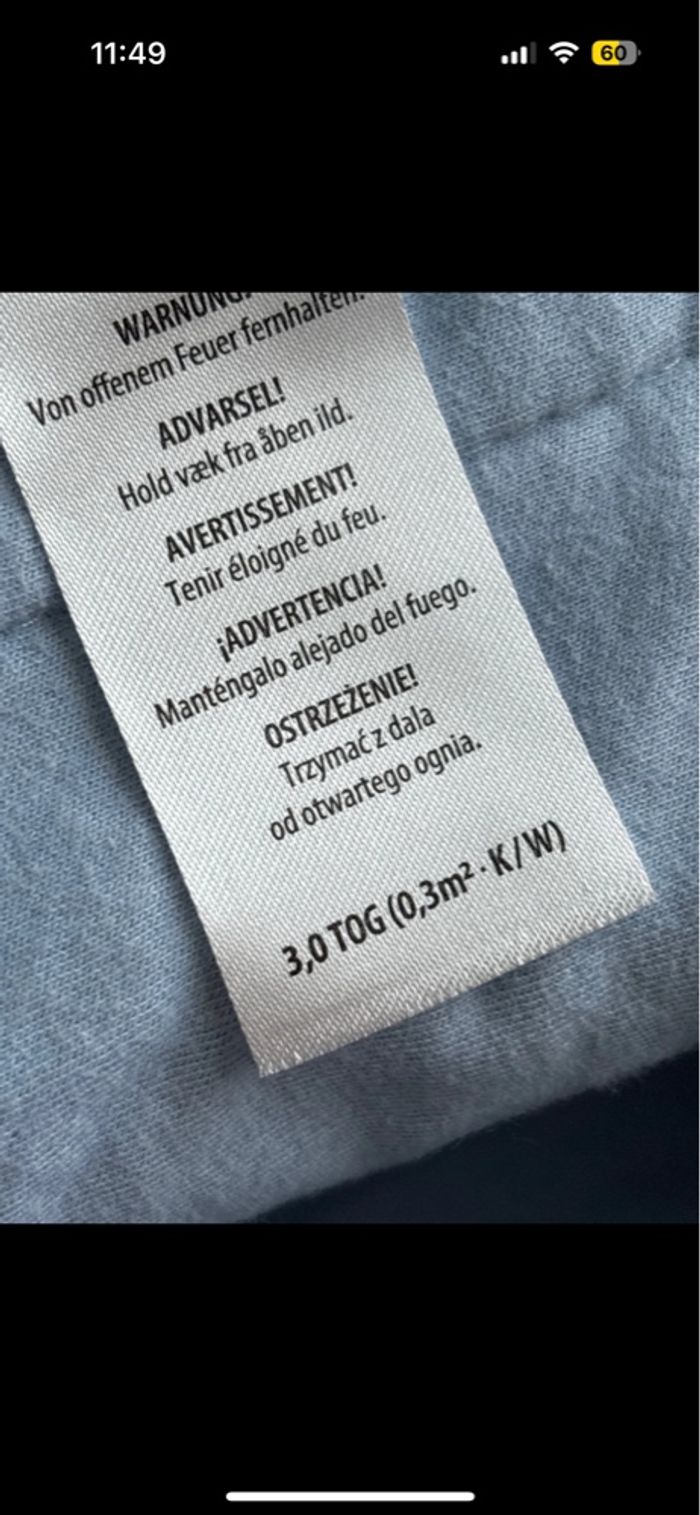 11:49
60
WARNUNG!
Von offenem Feuer fernhalten.
ADVARSEL!
Hold væk fra åben ild.
AVERTISSEMENT!
Tenir éloigné du feu.
¡ADVERTENCIA!
Manténgalo alejado del fuego.
OSTRZEŻENIE!
Trzymać z dala
od otwartego ognia.
3,0 TOG (0,3m² · K/W)